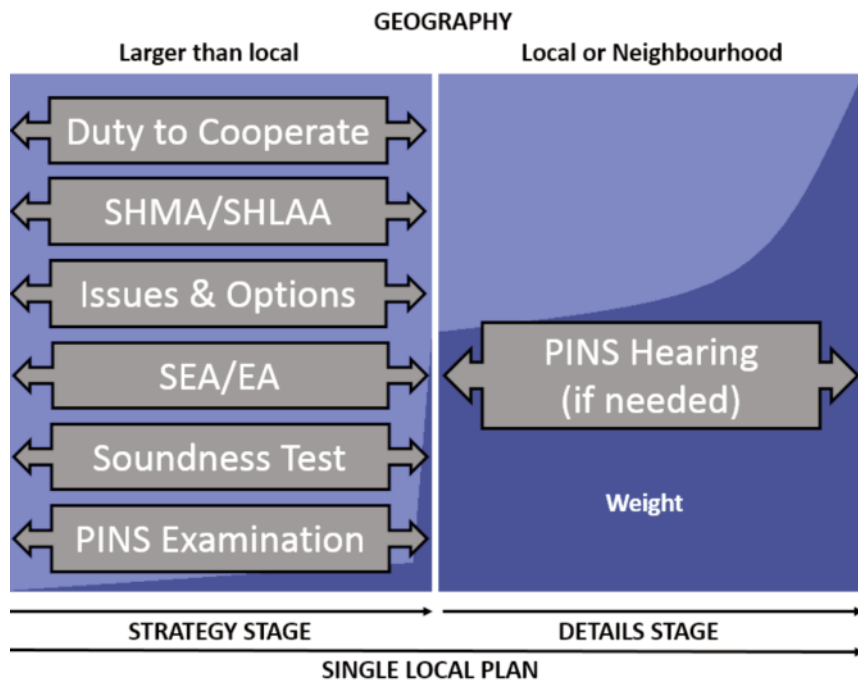 GEOGRAPHY
Larger than local
Local or Neighbourhood
Duty to Cooperate
SHMA/SHLAA
Issues & Options
SEA/EA
Soundness Test
PINS Examination
PINS Hearing
(if needed)
Weight
STRATEGY STAGE
DETAILS STAGE
SINGLE LOCAL PLAN